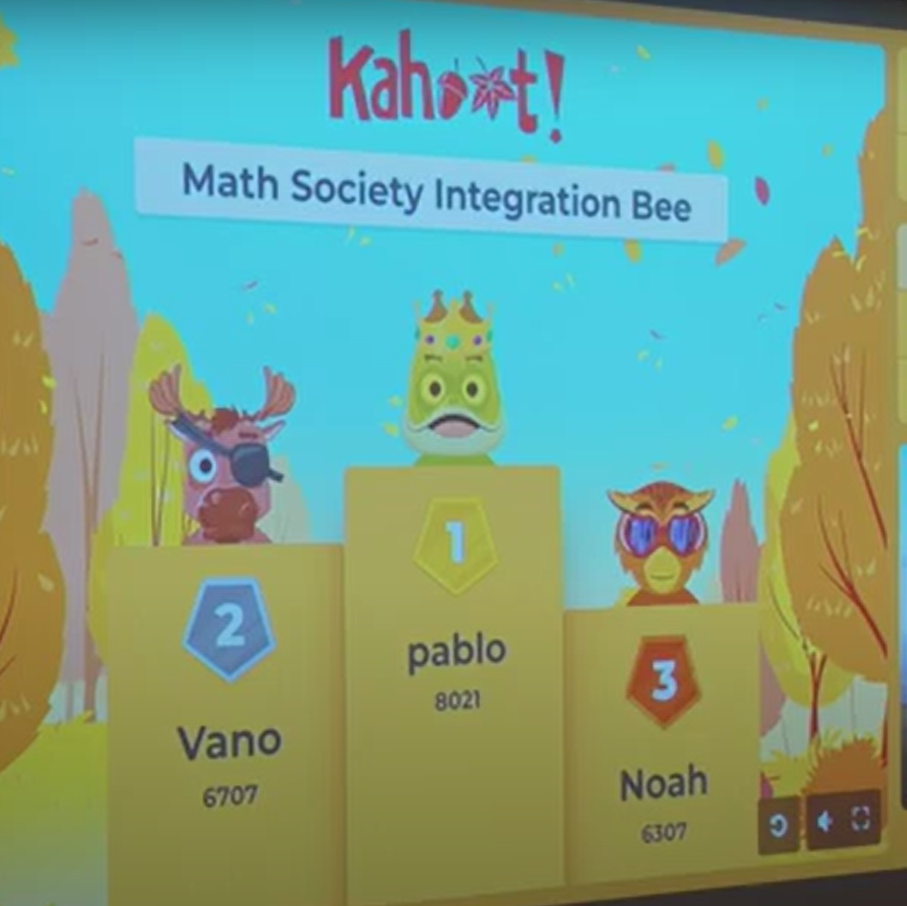 Kahoot!
Math Society Integration Bee
1
pablo
8021
2
Vano
6707
3
Noah
6307